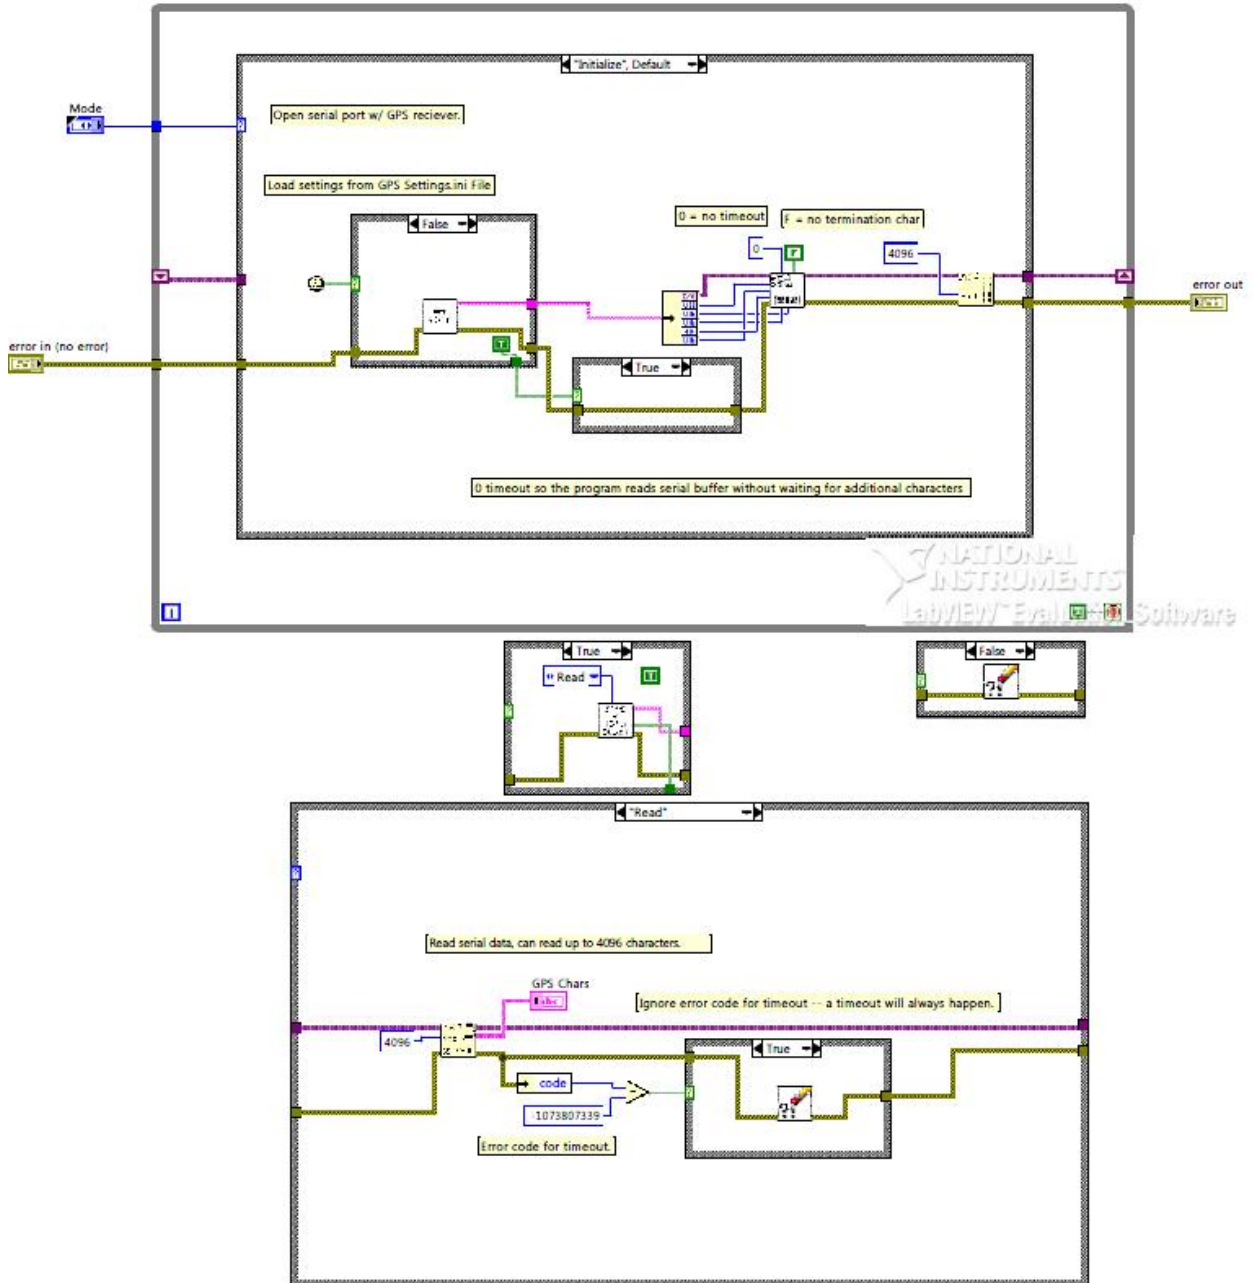 "Initialize", Default
Mode
Open serial port w/ GPS reciever.
Load settings from GPS Settings.ini File
False
0 = no timeout
F = no termination char
0
F
4096
error out
error in (no error)
T
True
0 timeout so the program reads serial buffer without waiting for additional characters
NATIONAL
INSTRUMENTS
LabVIEW™ Evaluation Software
i
True
False
Read
T
"Read"
Read serial data, can read up to 4096 characters.
GPS Chars
abc
Ignore error code for timeout -- a timeout will always happen.
4096
True
code
-1073807339
Error code for timeout.